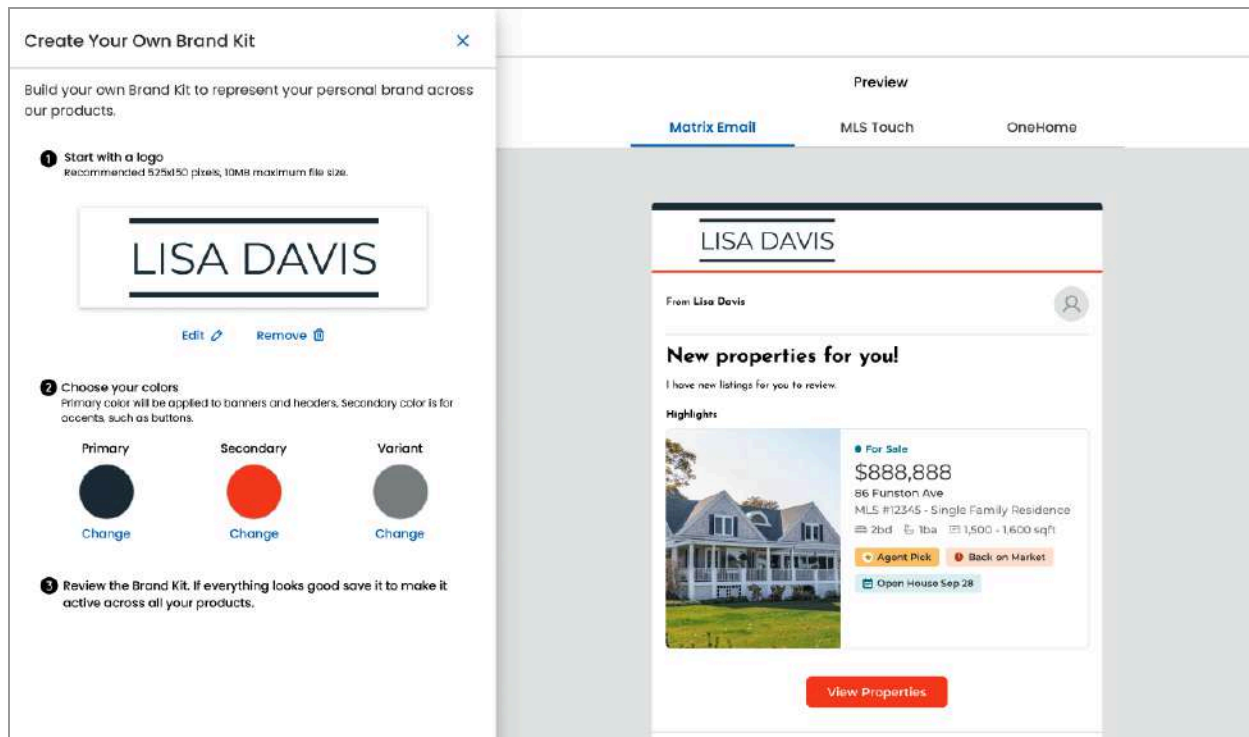 Create Your Own Brand Kit
Build your own Brand Kit to represent your personal brand across
our products.
1 Start with a logo
Recommended 525x150 pixels, 10MB maximum file size.
LISA DAVIS
Edit
Remove
2 Choose your colors
Primary color will be applied to banners and headers. Secondary color is for
accents, such as buttons.
Primary
Secondary
Variant
Change
Change
Change
3 Review the Brand Kit. If everything looks good save it to make it
active across all your products.
Preview
Matrix Email
MLS Touch
OneHome
LISA DAVIS
From Lisa Davis
New properties for you!
I have new listings for you to review.
Highlights
For Sale
$888,888
86 Funston Ave
MLS #12345 - Single Family Residence
2bd 1ba 1,500 - 1,600 sqft
Agent Pick
Back on Market
Open House Sep 28
View Properties